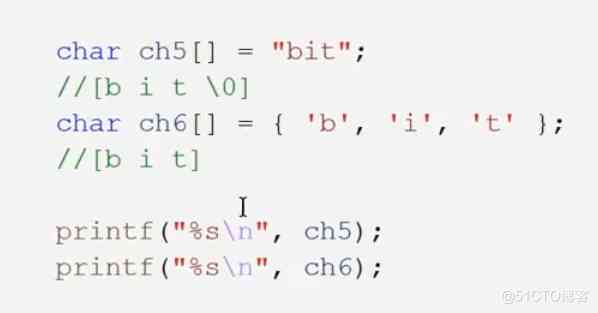 char ch5[] = "bit";
//[b i t \0]
char ch6[] = { 'b', 'i', 't' };
//[b i t]
printf("%s\n", ch5);
printf("%s\n", ch6);
@51CTO博客